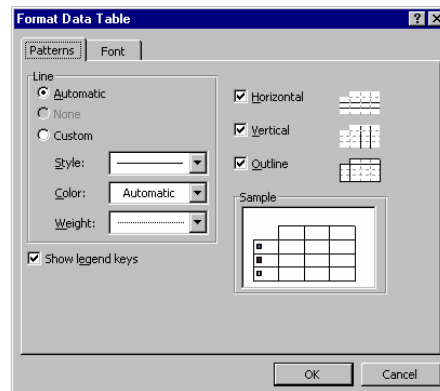 Format Data Table
Patterns
Font
Line
Automatic
None
Custom
Style:
Color:
Automatic
Weight:
Show legend keys
Horizontal
Vertical
Outline
Sample
OK
Cancel